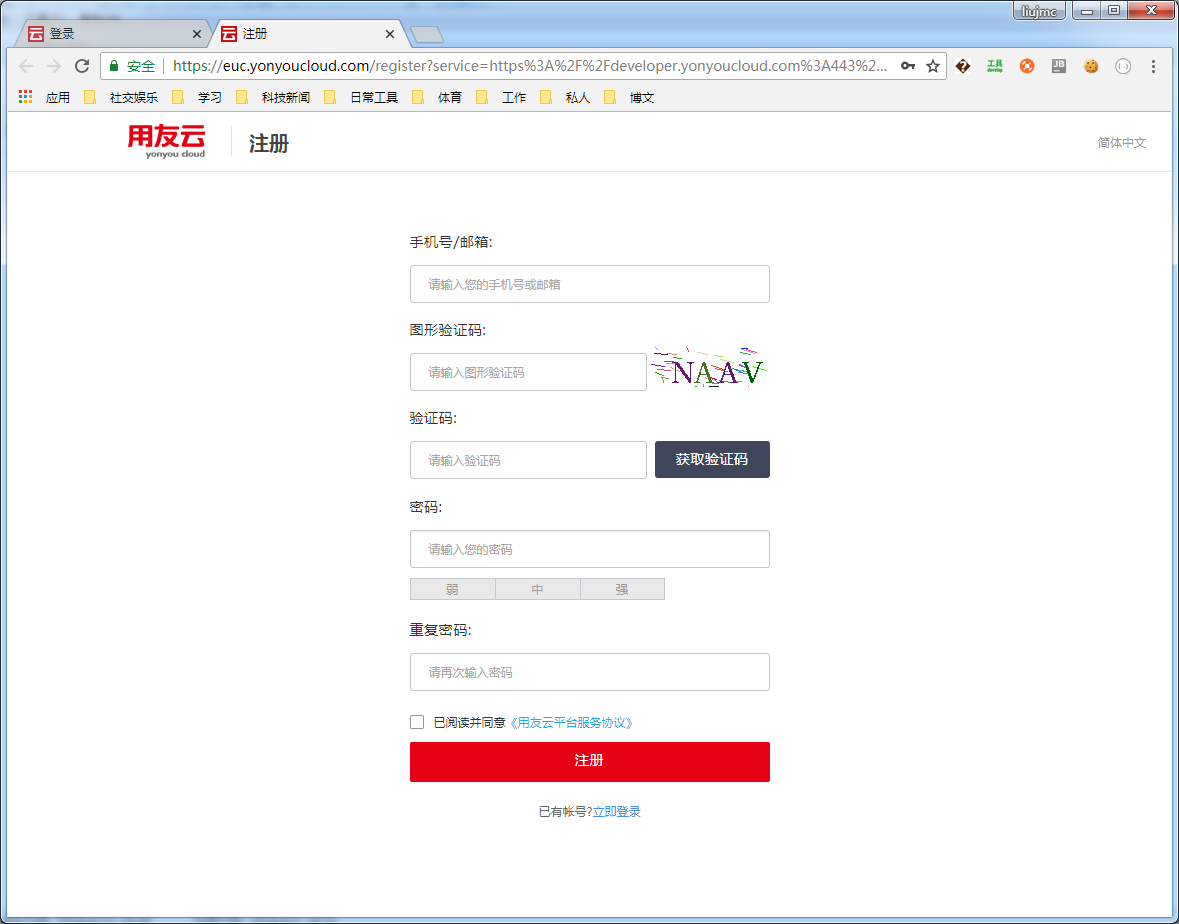 liujmc
登录
注册
安全 https://euc.yonyoucloud.com/register?service=https%3A%2F%2Fdeveloper.yonyoucloud.com%3A443%2...
工具
JB
应用 社交娱乐 学习 科技新闻 日常工具 体育 工作 私人 博文
用友云
yonyou cloud
注册
简体中文
手机号/邮箱:
请输入您的手机号或邮箱
图形验证码:
请输入图形验证码
NAAV
验证码:
请输入验证码
获取验证码
密码:
请输入您的密码
弱 中 强
重复密码:
请再次输入密码
已阅读并同意《用友云平台服务协议》
注册
已有帐号?立即登录